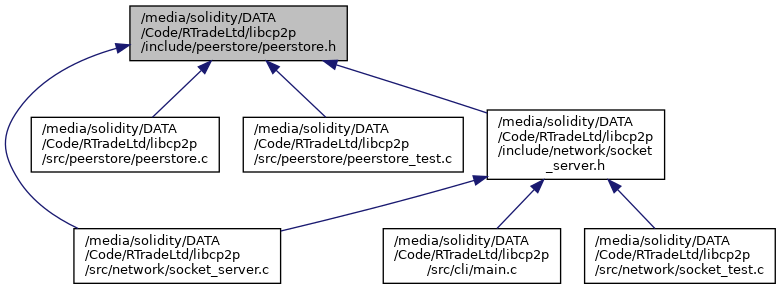 /media/solidity/DATA
/Code/RTradeLtd/libcp2p
/include/peerstore/peerstore.h
/media/solidity/DATA
/Code/RTradeLtd/libcp2p
/src/peerstore/peerstore.c
/media/solidity/DATA
/Code/RTradeLtd/libcp2p
/src/peerstore/peerstore_test.c
/media/solidity/DATA
/Code/RTradeLtd/libcp2p
/include/network/socket
_server.h
/media/solidity/DATA
/Code/RTradeLtd/libcp2p
/src/network/socket_server.c
/media/solidity/DATA
/Code/RTradeLtd/libcp2p
/src/cli/main.c
/media/solidity/DATA
/Code/RTradeLtd/libcp2p
/src/network/socket_test.c